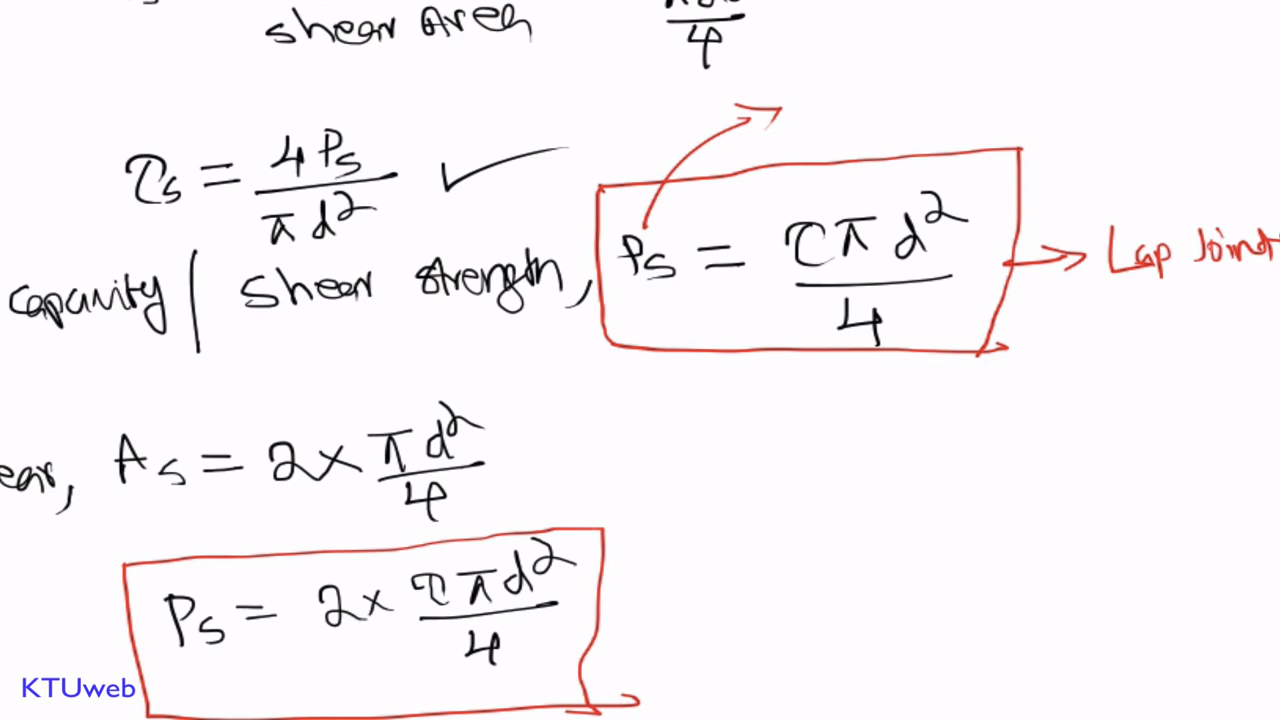 shear Area
4
τs = 4Ps / πd²
capacity | shear strength, Ps = τπd² / 4 → Lap Joint
ear, As = 2 × πd² / 4
Ps = 2 × τπd² / 4
KTUweb